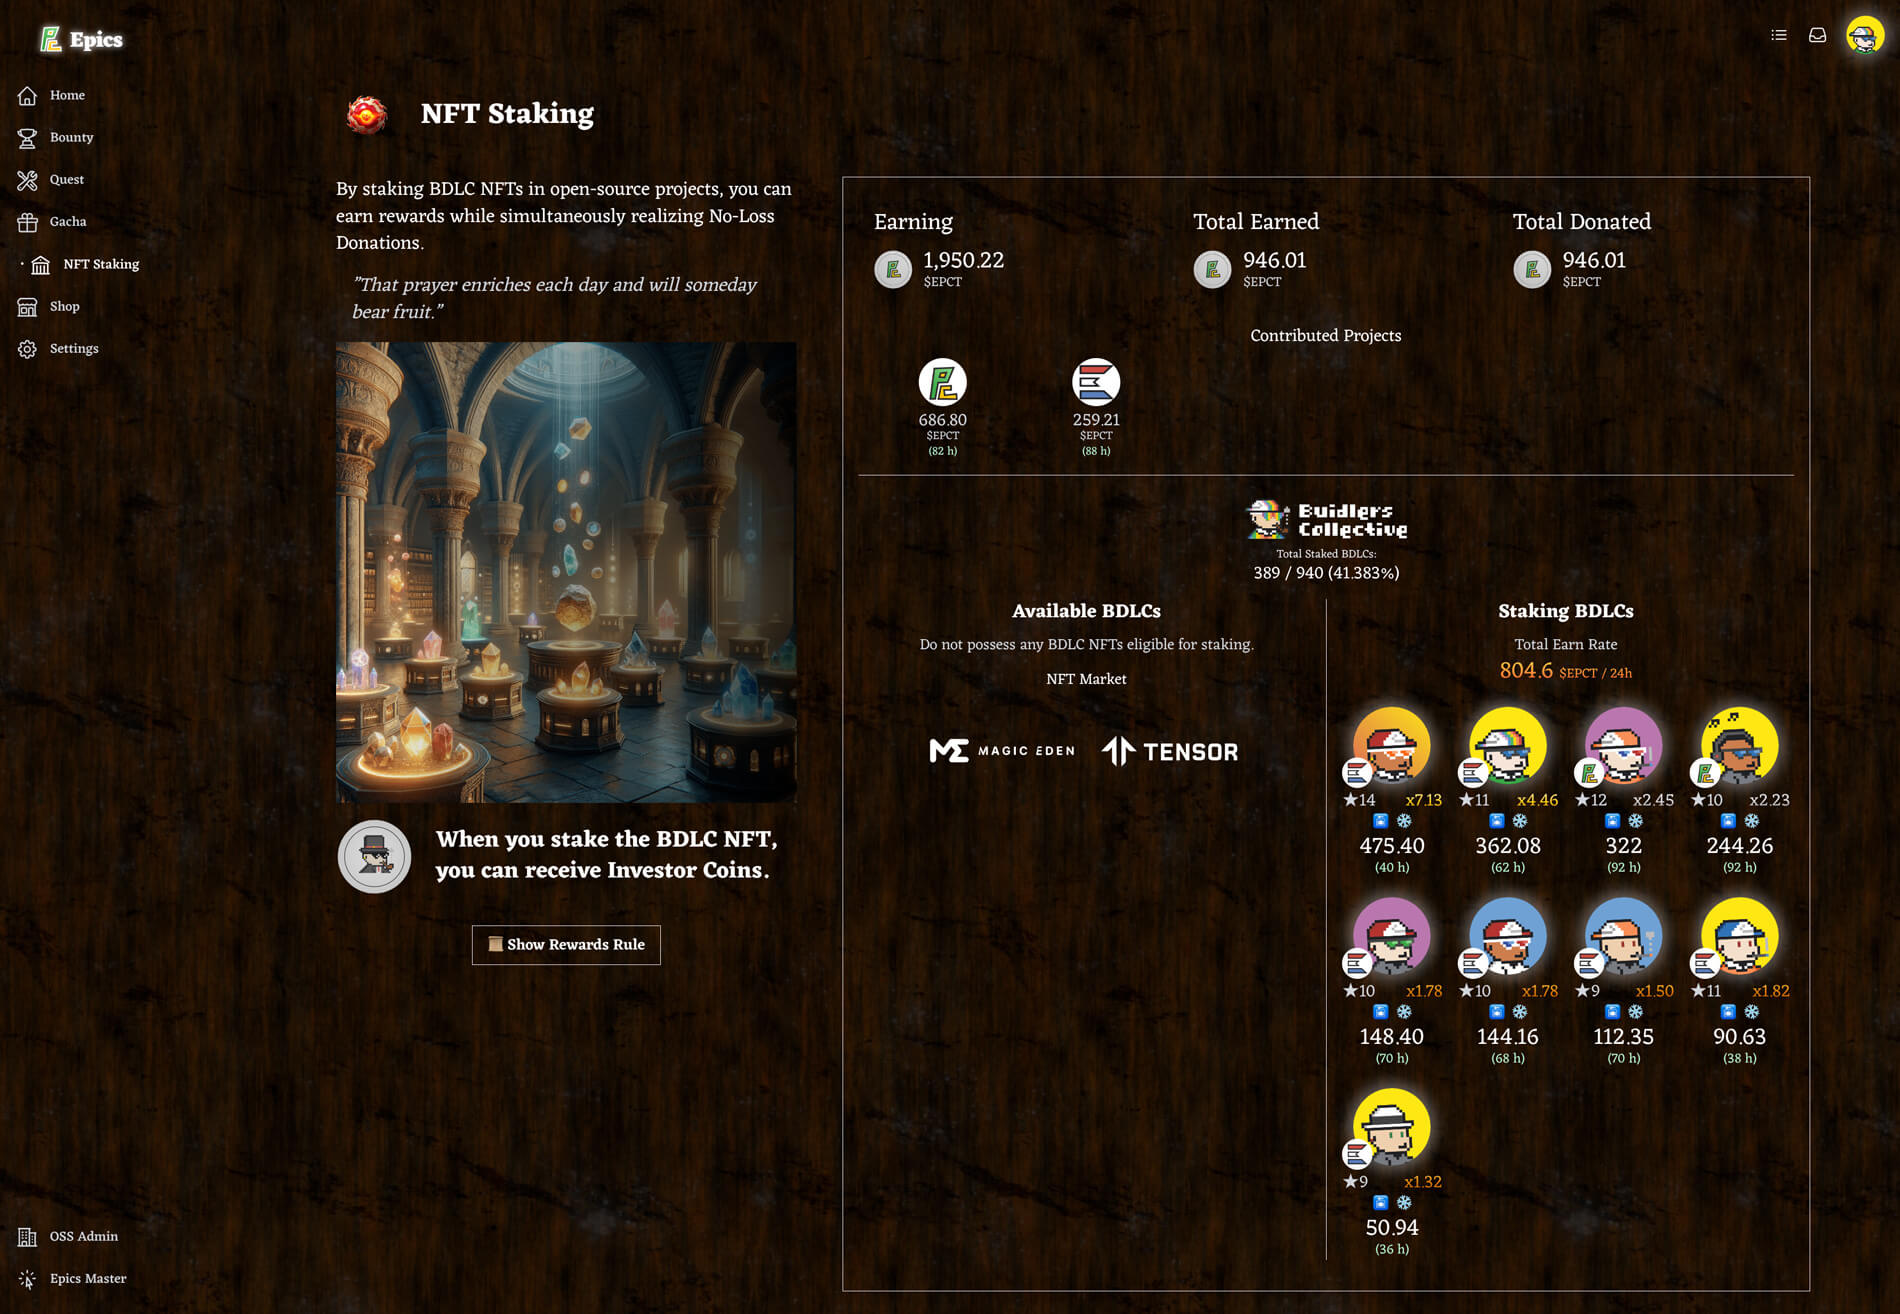 Epics
Home
Bounty
Quest
Gacha
· NFT Staking
Shop
Settings
OSS Admin
Epics Master
NFT Staking
By staking BDLC NFTs in open-source projects, you can
earn rewards while simultaneously realizing No-Loss
Donations.
"That prayer enriches each day and will someday
bear fruit."
When you stake the BDLC NFT,
you can receive Investor Coins.
Show Rewards Rule
Earning
1,950.22
$EPCT
Total Earned
946.01
$EPCT
Total Donated
946.01
$EPCT
Contributed Projects
686.80
$EPCT
(82 h)
259.21
$EPCT
(88 h)
Buidlers
Collective
Total Staked BDLCs:
389 / 940 (41.383%)
Available BDLCs
Do not possess any BDLC NFTs eligible for staking.
NFT Market
MAGIC EDEN
TENSOR
Staking BDLCs
Total Earn Rate
804.6 $EPCT / 24h
★14 x7.13
475.40
(40 h)
★11 x4.46
362.08
(62 h)
★12 x2.45
322
(92 h)
★10 x2.23
244.26
(92 h)
★10 x1.78
148.40
(70 h)
★10 x1.78
144.16
(68 h)
★9 x1.50
112.35
(70 h)
★11 x1.82
90.63
(38 h)
★9 x1.32
50.94
(36 h)